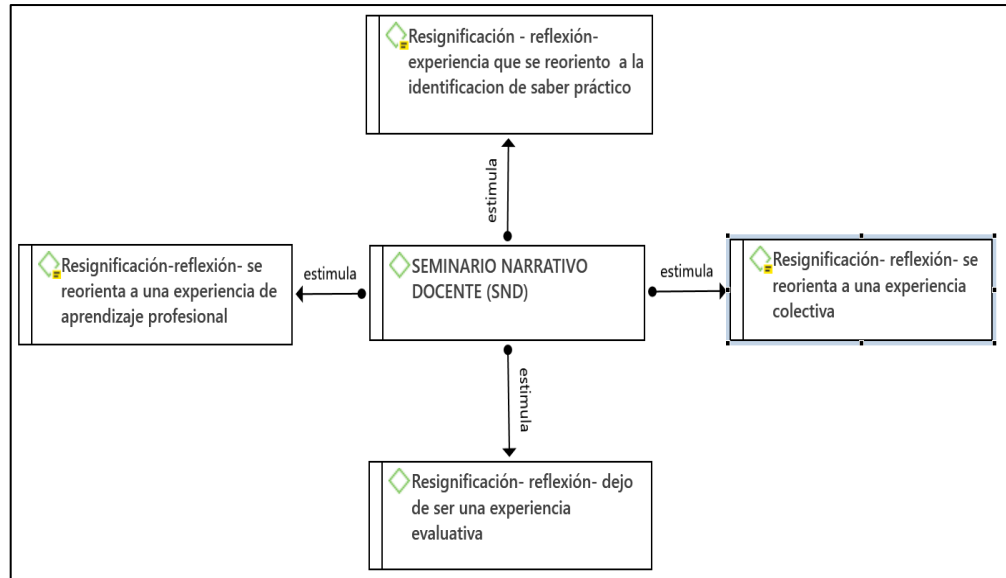 Resignificación - reflexión-
experiencia que se reoriento a la
identificacion de saber práctico
estimula
Resignificación-reflexión- se
reorienta a una experiencia de
aprendizaje profesional
estimula
SEMINARIO NARRATIVO
DOCENTE (SND)
estimula
Resignificación- reflexión- se
reorienta a una experiencia
colectiva
estimula
Resignificación- reflexión- dejo
de ser una experiencia
evaluativa